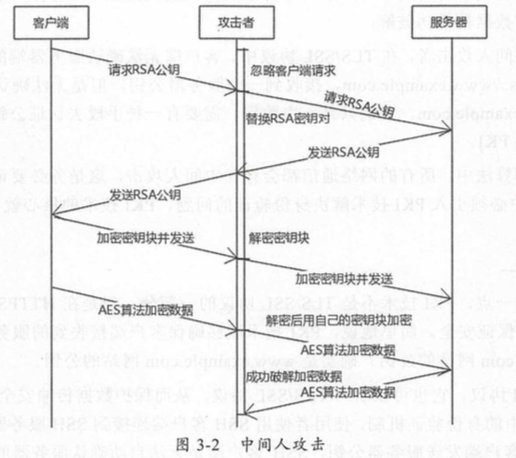 客户端
攻击者
服务器
请求RSA公钥
忽略客户端请求
请求RSA公钥
替换RSA密钥对
发送RSA公钥
发送RSA公钥
加密密钥块并发送
解密密钥块
加密密钥块并发送
AES算法加密数据
解密后用自己的密钥块加密
AES算法加密数据
成功破解加密数据
AES算法加密数据
图 3-2 中间人攻击